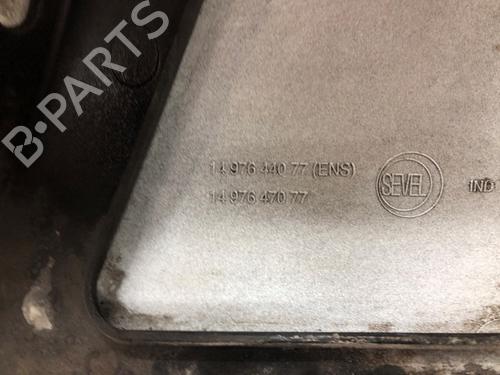 B-PARTS
14 976 440 77 (ENS)
14 976 470 77
SEVEL
IND